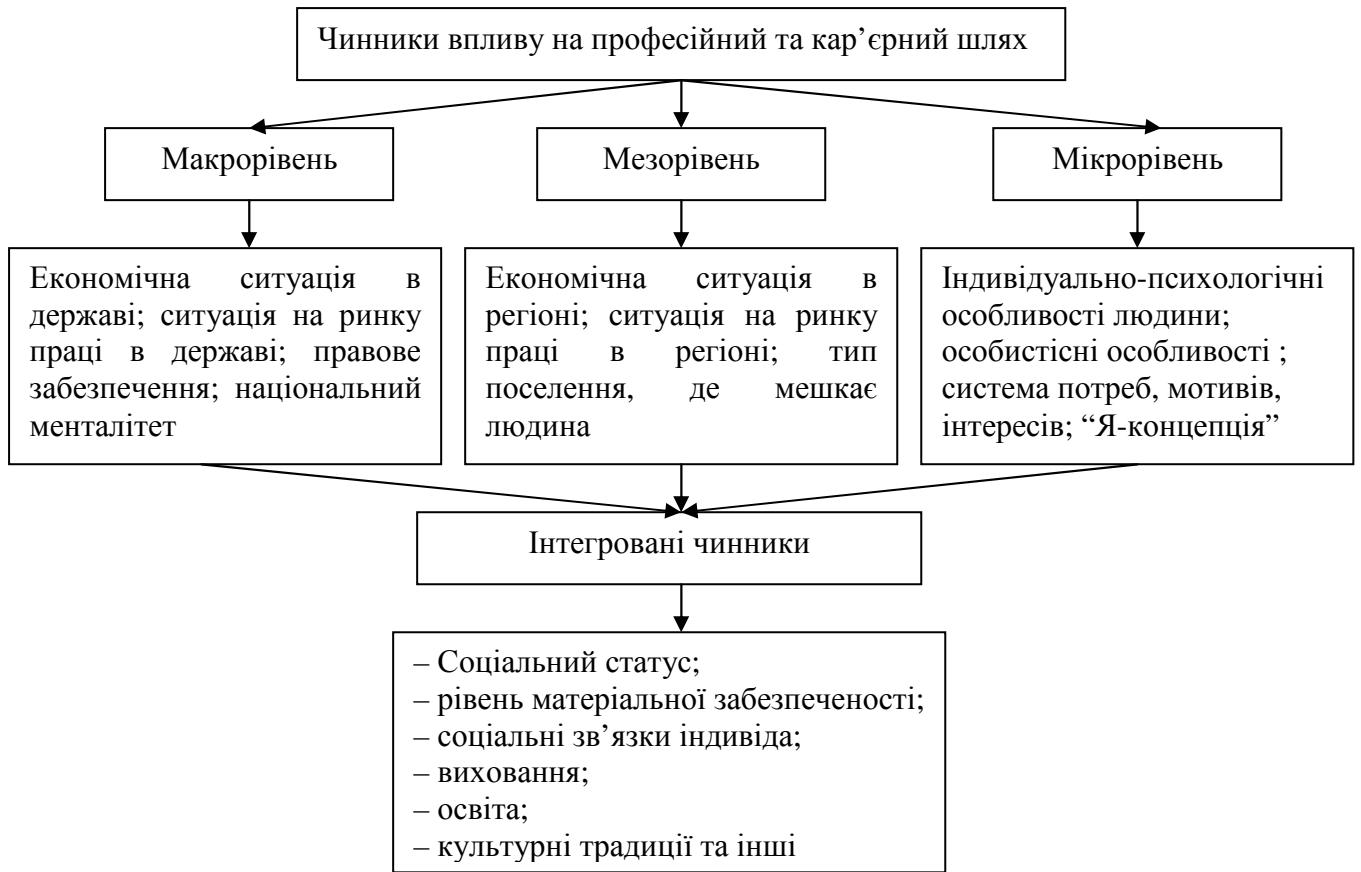 Чинники впливу на професійний та кар’єрний шлях
Макрорівень
Мезорівень
Мікрорівень
Економічна ситуація в
державі; ситуація на ринку
праці в державі; правове
забезпечення; національний
менталітет
Економічна ситуація в
регіоні; ситуація на ринку
праці в регіоні; тип
поселення, де мешкає
людина
Індивідуально-психологічні
особливості людини;
особистісні особливості ;
система потреб, мотивів,
інтересів; “Я-концепція”
Інтегровані чинники
– Соціальний статус;
– рівень матеріальної забезпеченості;
– соціальні зв’язки індивіда;
– виховання;
– освіта;
– культурні традиції та інші